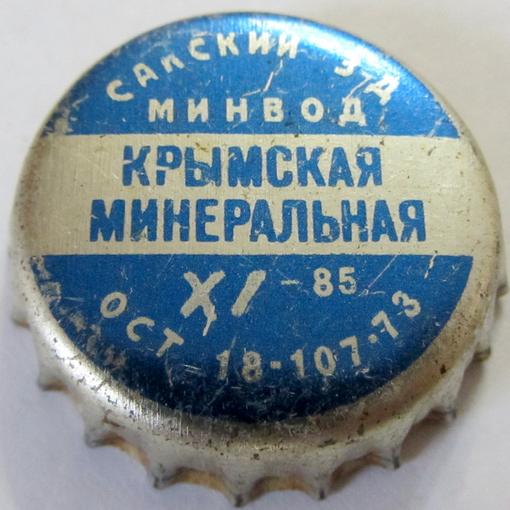 САКСКИЙ З-Д
МИНВОД
КРЫМСКАЯ
МИНЕРАЛЬНАЯ
XI - 85
ОСТ 18-107-73